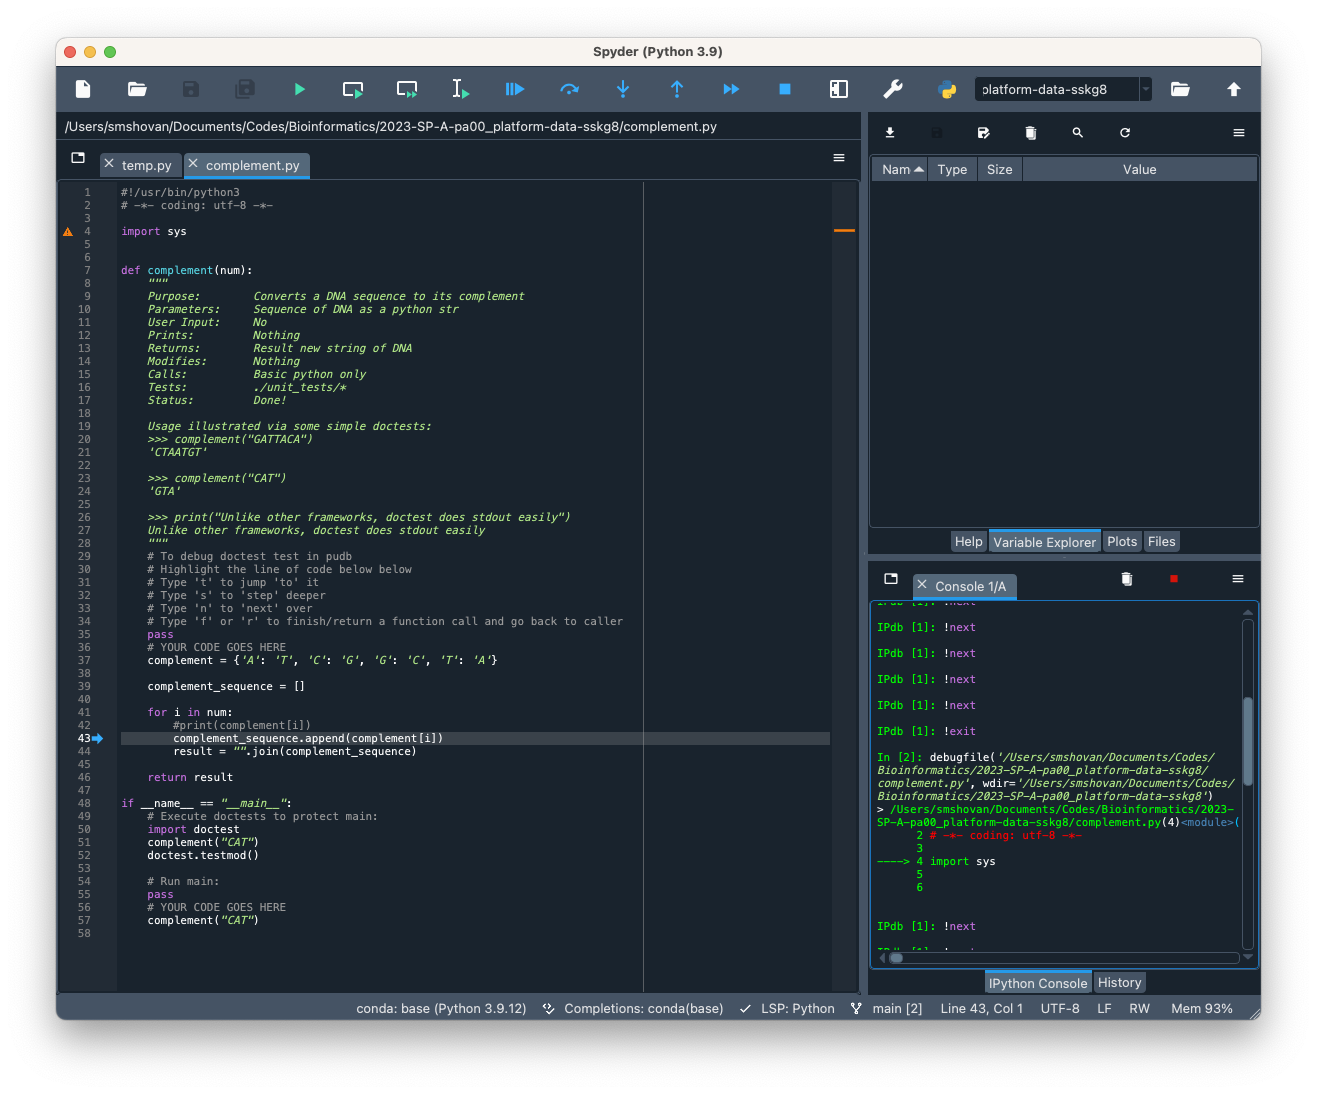 Spyder (Python 3.9)
platform-data-sskg8
/Users/smshovan/Documents/Codes/Bioinformatics/2023-SP-A-pa00_platform-data-sskg8/complement.py
temp.py
complement.py
1 #!/usr/bin/python3
2 # -*- coding: utf-8 -*-
3
4 import sys
5
6
7 def complement(num):
8 """
9 Purpose: Converts a DNA sequence to its complement
10 Parameters: Sequence of DNA as a python str
11 User Input: No
12 Prints: Nothing
13 Returns: Result new string of DNA
14 Modifies: Nothing
15 Calls: Basic python only
16 Tests: ./unit_tests/*
17 Status: Done!
18
19 Usage illustrated via some simple doctests:
20 >>> complement("GATTACA")
21 'CTAATGT'
22
23 >>> complement("CAT")
24 'GTA'
25
26 >>> print("Unlike other frameworks, doctest does stdout easily")
27 Unlike other frameworks, doctest does stdout easily
28 """
29 # To debug doctest test in pudb
30 # Highlight the line of code below below
31 # Type 't' to jump 'to' it
32 # Type 's' to 'step' deeper
33 # Type 'n' to 'next' over
34 # Type 'f' or 'r' to finish/return a function call and go back to caller
35 pass
36 # YOUR CODE GOES HERE
37 complement = {'A': 'T', 'C': 'G', 'G': 'C', 'T': 'A'}
38
39 complement_sequence = []
40
41 for i in num:
42 #print(complement[i])
43 complement_sequence.append(complement[i])
44 result = "".join(complement_sequence)
45
46 return result
47
48 if __name__ == "__main__":
49 # Execute doctests to protect main:
50 import doctest
51 complement("CAT")
52 doctest.testmod()
53
54 # Run main:
55 pass
56 # YOUR CODE GOES HERE
57 complement("CAT")
58
Nam Type Size Value
Help Variable Explorer Plots Files
Console 1/A
IPdb [1]: !next
IPdb [1]: !next
IPdb [1]: !next
IPdb [1]: !next
IPdb [1]: !next
IPdb [1]: !exit
In [2]: debugfile('/Users/smshovan/Documents/Codes/
Bioinformatics/2023-SP-A-pa00_platform-data-sskg8/
complement.py', wdir='/Users/smshovan/Documents/Codes/
Bioinformatics/2023-SP-A-pa00_platform-data-sskg8')
> /Users/smshovan/Documents/Codes/Bioinformatics/2023-
SP-A-pa00_platform-data-sskg8/complement.py(4)<module>(
2 # -*- coding: utf-8 -*-
3
----> 4 import sys
5
6
IPdb [1]: !next
IPython Console History
conda: base (Python 3.9.12) Completions: conda(base) LSP: Python main [2] Line 43, Col 1 UTF-8 LF RW Mem 93%